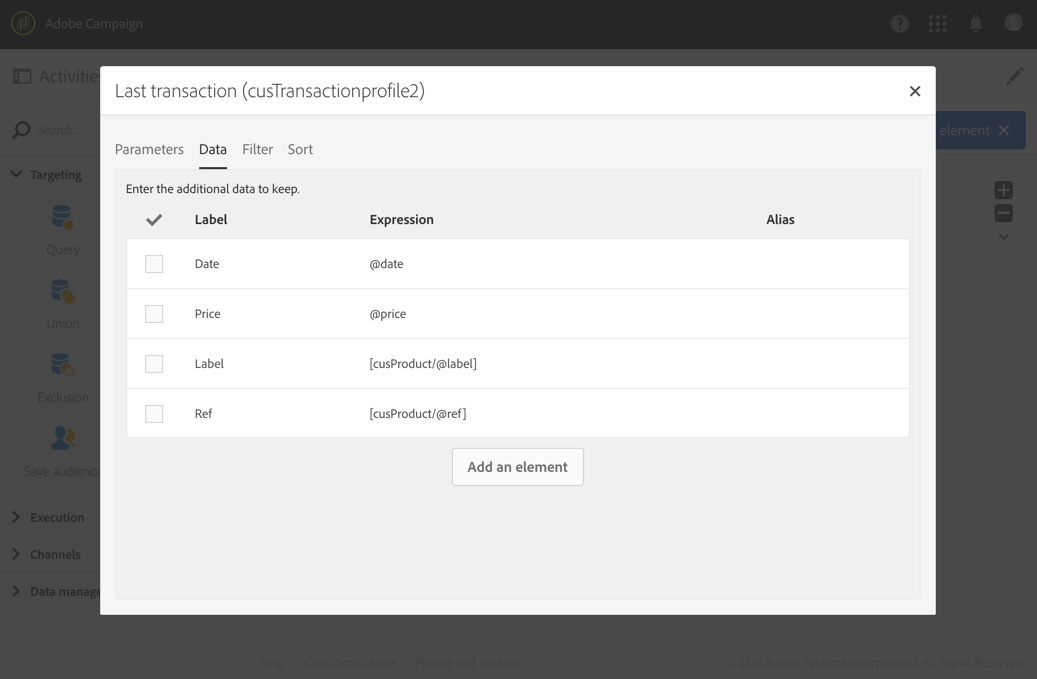 Adobe Campaign
Activitie
Last transaction (cusTransactionprofile2)
Search...
element
Parameters Data Filter Sort
Targeting
Enter the additional data to keep.
Label Expression Alias
Query
Date @date
Price @price
Union
Label [cusProduct/@label]
Exclusion
Ref [cusProduct/@ref]
Save audience
Add an element
Execution
Channels
Data manage
Help Conditions of use Privacy and cookies © 2016 Adobe Systems Incorporated. All Rights Reserved.